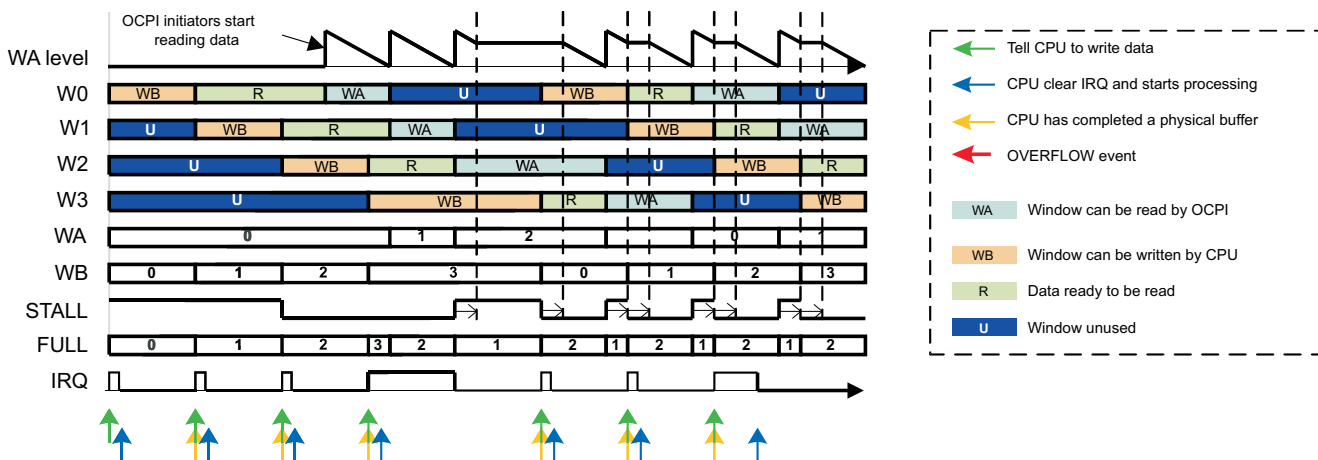 OCPI initiators start
reading data
WA level
W0 WB R WA U WB R WA U
W1 U WB R WA U WB R WA
W2 U WB R WA U WB R
W3 U WB R WA U WB
WA 0 1 2 0 1
WB 0 1 2 3 0 1 2 3
STALL
FULL 0 1 2 3 2 1 2 1 2 1 2 1 2
IRQ
Tell CPU to write data
CPU clear IRQ and starts processing
CPU has completed a physical buffer
OVERFLOW event
WA Window can be read by OCPI
WB Window can be written by CPU
R Data ready to be read
U Window unused